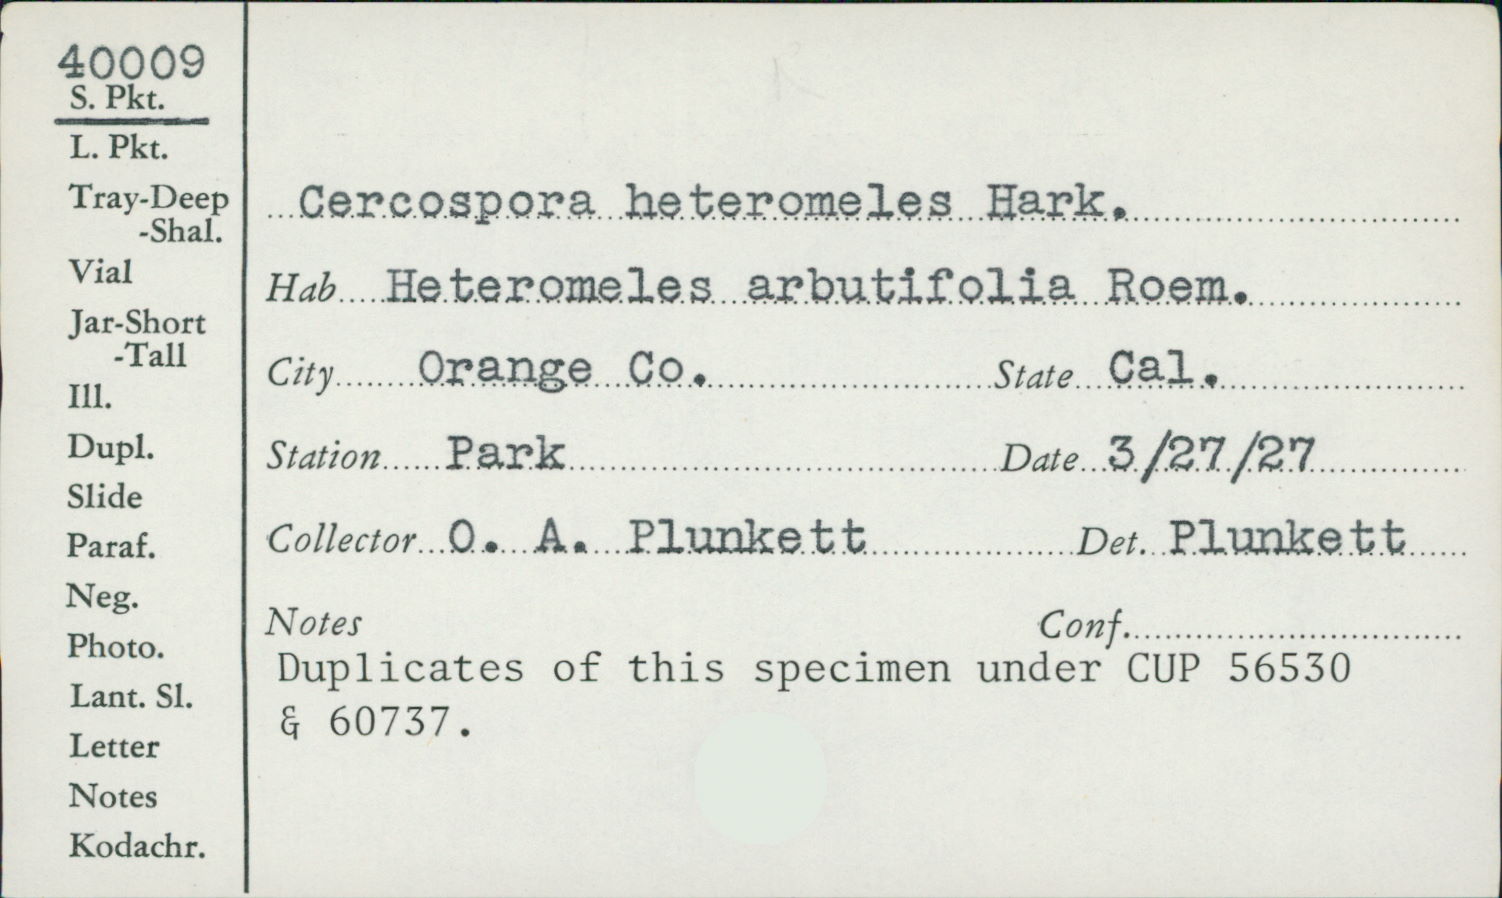 40009
S. Pkt.
L. Pkt.
Tray-Deep
-Shal.
Vial
Jar-Short
-Tall
Ill.
Dupl.
Slide
Paraf.
Neg.
Photo.
Lant. Sl.
Letter
Notes
Kodachr.
Cercospora heteromeles Hark.
Hab Heteromeles arbutifolia Roem.
City Orange Co. State Cal.
Station Park Date 3/27/27
Collector O. A. Plunkett Det. Plunkett
Notes Conf.
Duplicates of this specimen under CUP 56530
& 60737.